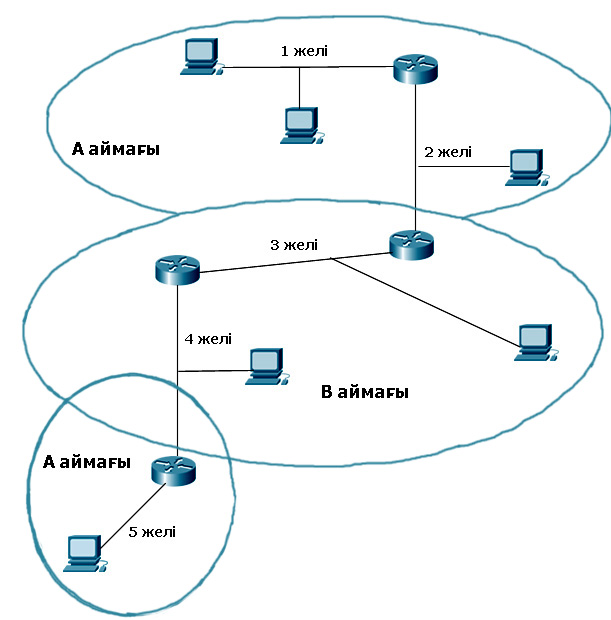 1 желі
А аймағы
2 желі
3 желі
4 желі
В аймағы
А аймағы
5 желі